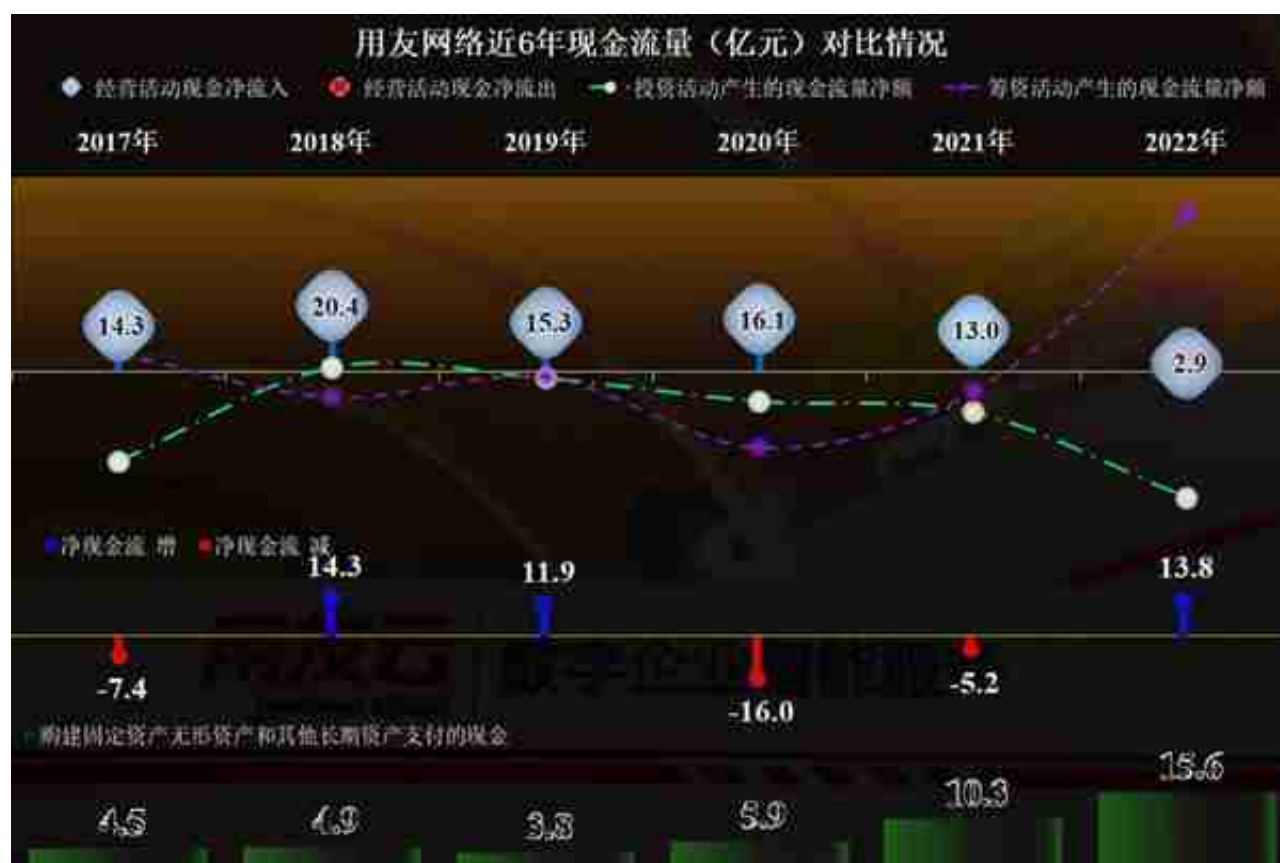 用友网络近6年现金流量（亿元）对比情况
经营活动现金净流入 经营活动现金净流出 投资活动产生的现金流量净额 筹资活动产生的现金流量净额
2017年 2018年 2019年 2020年 2021年 2022年
14.3 20.4 15.3 16.1 13.0 2.9
净现金流 增 净现金流 减
14.3 11.9 13.8
-7.4 -16.0 -5.2
购建固定资产无形资产和其他长期资产支付的现金
4.5 4.9 3.8 5.9 10.3 15.6